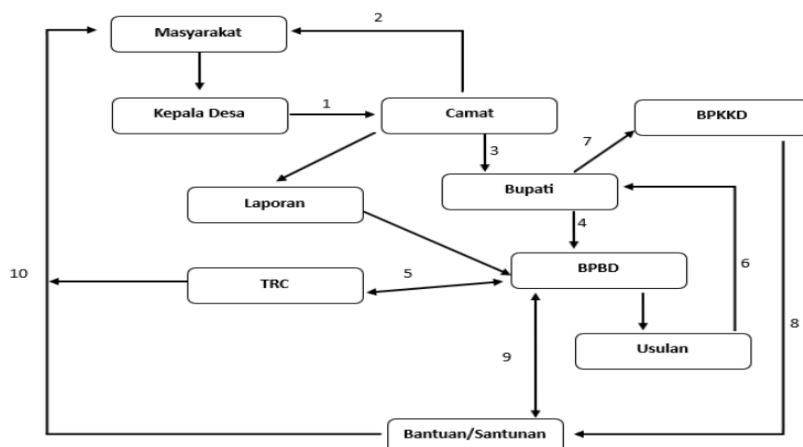 2
Masyarakat
Kepala Desa
1
Camat
BPKKD
3
7
Laporan
Bupati
4
10
TRC
5
BPBD
6
Usulan
8
9
Bantuan/Santunan